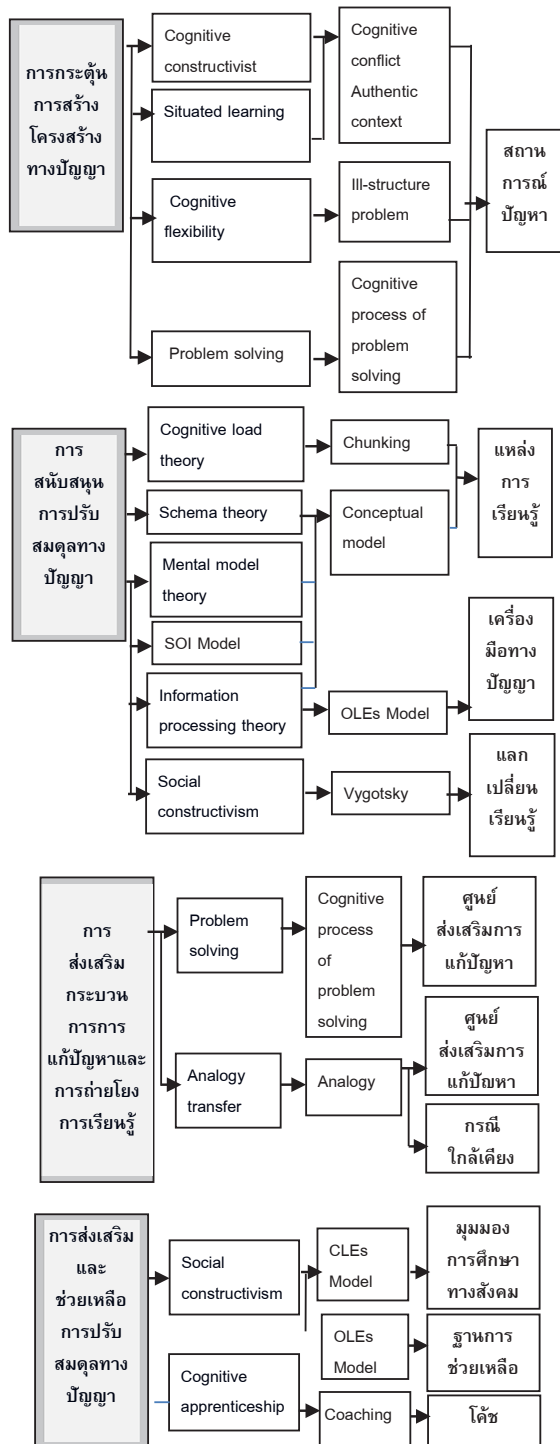 การกระตุ้น
การสร้าง
โครงสร้าง
ทางปัญญา
Cognitive
constructivist
Situated learning
Cognitive
flexibility
Problem solving
Cognitive
conflict
Authentic
context
Ill-structure
problem
Cognitive
process of
problem
solving
สถาน
การณ์
ปัญหา
การ
สนับสนุน
การปรับ
สมดุลทาง
ปัญญา
Cognitive load
theory
Schema theory
Mental model
theory
SOI Model
Information
processing theory
Social
constructivism
Chunking
Conceptual
model
OLEs Model
Vygotsky
แหล่ง
การ
เรียนรู้
เครื่อง
มือทาง
ปัญญา
แลก
เปลี่ยน
เรียนรู้
การ
ส่งเสริม
กระบวน
การการ
แก้ปัญหาและ
การถ่ายโยง
การเรียนรู้
Problem
solving
Analogy
transfer
Cognitive
process
of
problem
solving
Analogy
ศูนย์
ส่งเสริมการ
แก้ปัญหา
ศูนย์
ส่งเสริมการ
แก้ปัญหา
กรณี
ใกล้เคียง
การส่งเสริม
และ
ช่วยเหลือ
การปรับ
สมดุลทาง
ปัญญา
Social
constructivism
Cognitive
apprenticeship
CLEs
Model
OLEs
Model
Coaching
มุมมอง
การศึกษา
ทางสังคม
ฐานการ
ช่วยเหลือ
โค้ช